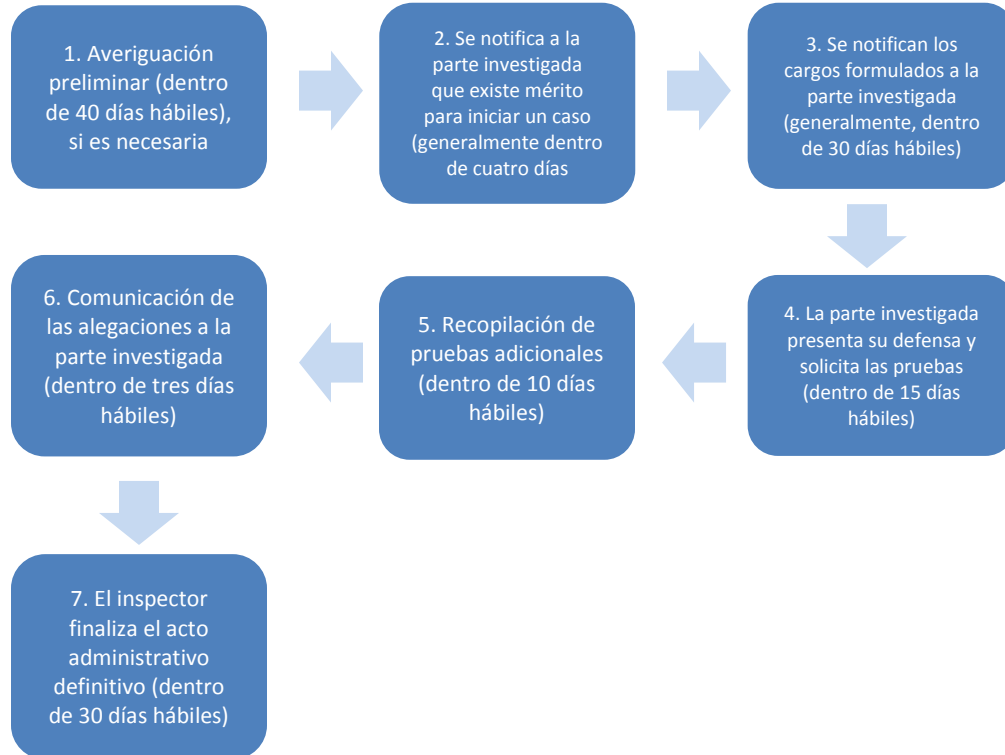 1. Averiguación
preliminar (dentro
de 40 días hábiles),
si es necesaria
2. Se notifica a la
parte investigada
que existe mérito
para iniciar un caso
(generalmente dentro
de cuatro días
3. Se notifican los
cargos formulados a la
parte investigada
(generalmente, dentro
de 30 días hábiles)
4. La parte investigada
presenta su defensa y
solicita las pruebas
(dentro de 15 días
hábiles)
5. Recopilación de
pruebas adicionales
(dentro de 10 días
hábiles)
6. Comunicación de
las alegaciones a la
parte investigada
(dentro de tres días
hábiles)
7. El inspector
finaliza el acto
administrativo
definitivo (dentro
de 30 días hábiles)